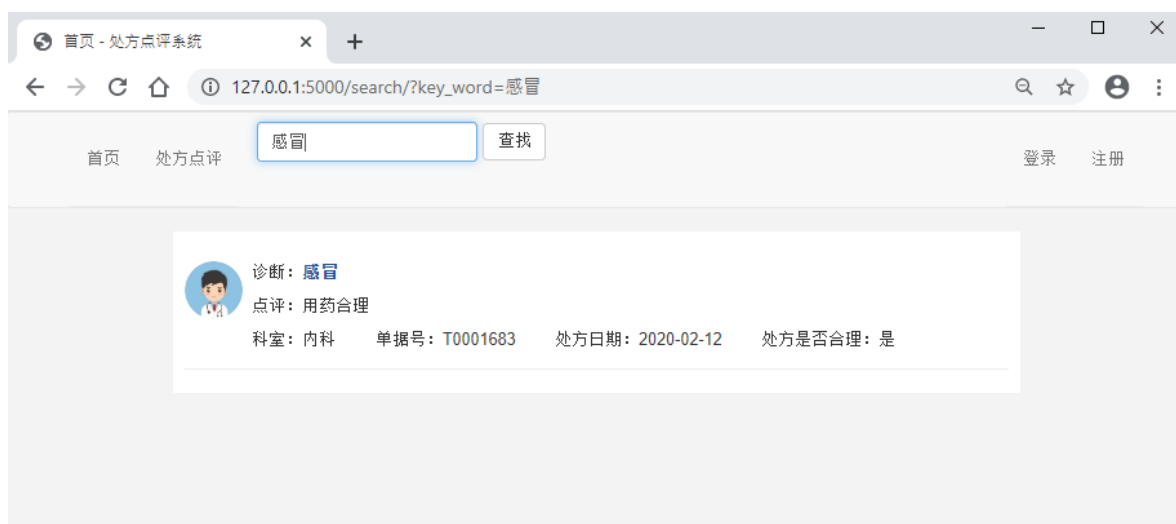 首页 - 处方点评系统
127.0.0.1:5000/search/?key_word=感冒
首页 处方点评 感冒 查找 登录 注册
诊断：感冒
点评：用药合理
科室：内科 单据号：T0001683 处方日期：2020-02-12 处方是否合理：是